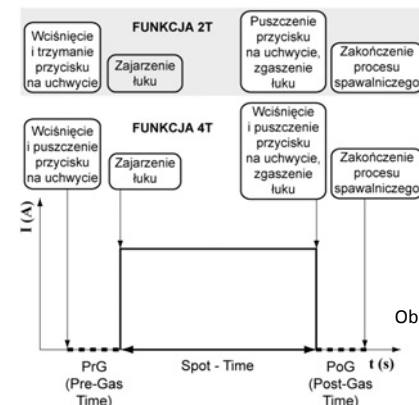 FUNKCJA 2T
Wciśnięcie
i trzymanie
przycisku
na uchwycie
Zajarzenie
łuku
Puszczenie
przycisku
na uchwycie,
zgaszenie
łuku
Zakończenie
procesu
spawalniczego
FUNKCJA 4T
Wciśnięcie
i puszczenie
przycisku
na uchwycie
Zajarzenie
łuku
Wciśnięcie
i puszczenie
przycisku
na uchwycie,
zgaszenie
łuku
Zakończenie
procesu
spawalniczego
I (A)
Ob
t (s)
PrG
(Pre-Gas
Time)
Spot - Time
PoG
(Post-Gas
Time)